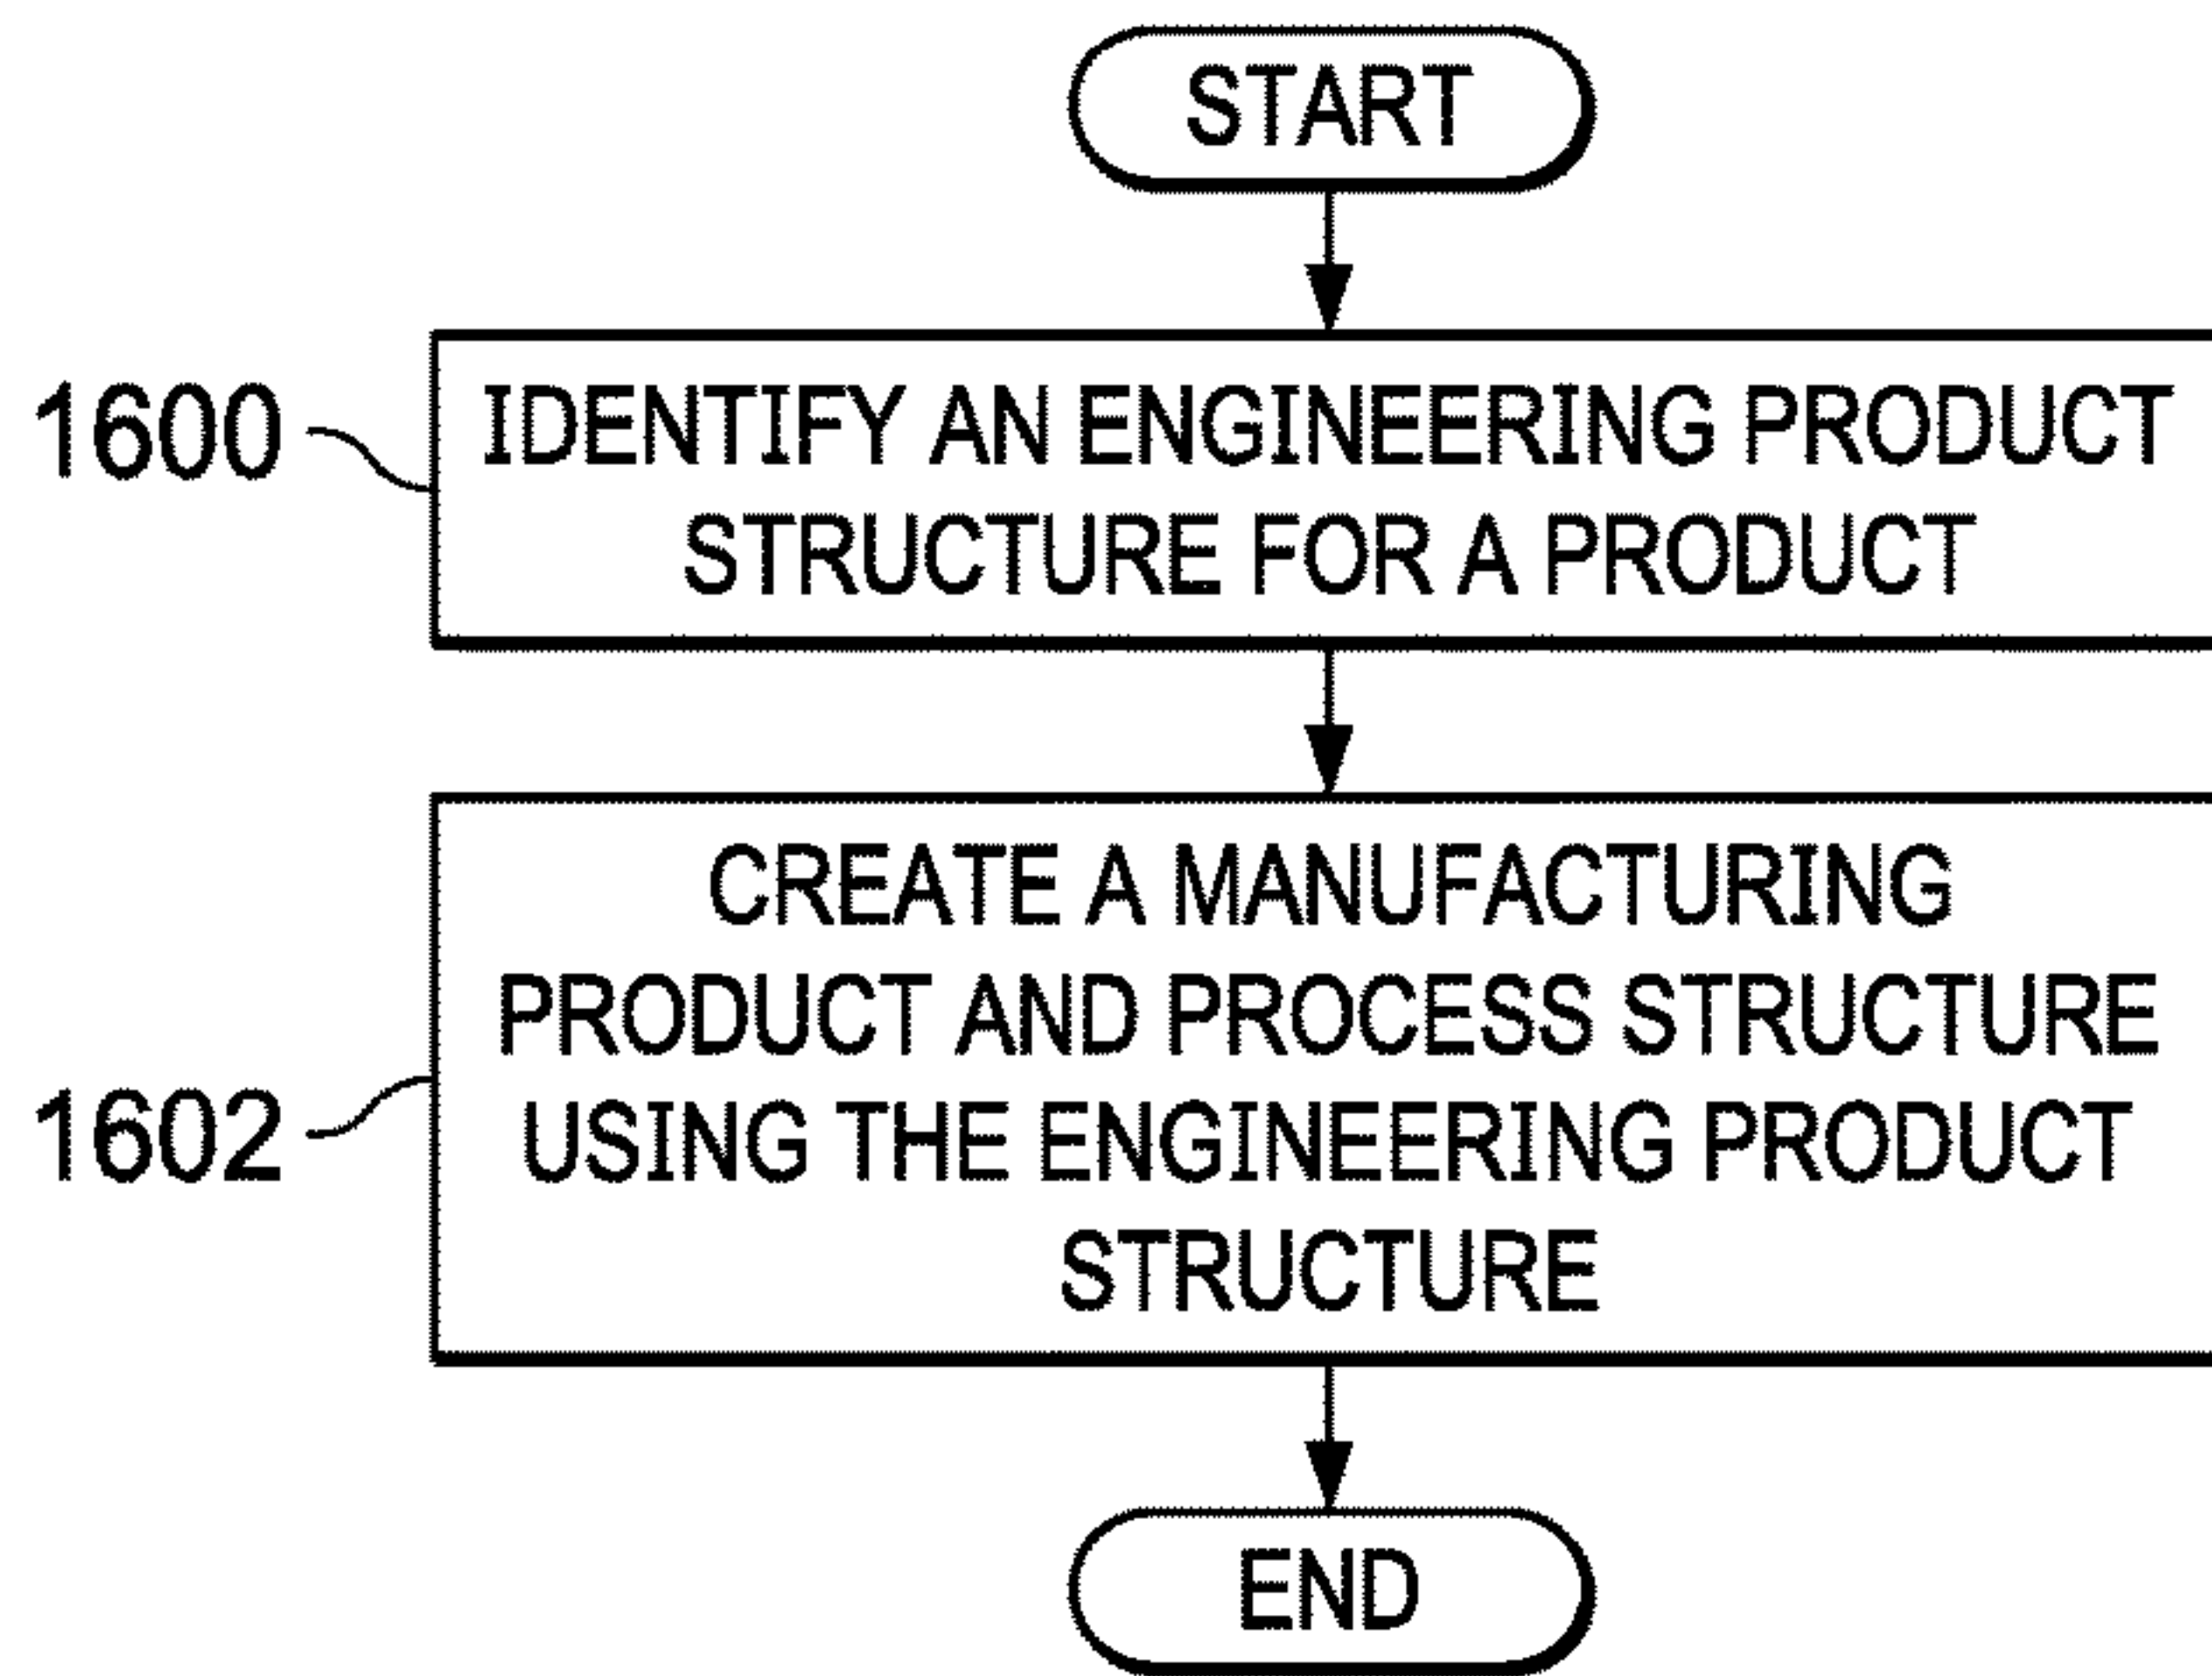 START
1600
IDENTIFY AN ENGINEERING PRODUCT
STRUCTURE FOR A PRODUCT
1602
CREATE A MANUFACTURING
PRODUCT AND PROCESS STRUCTURE
USING THE ENGINEERING PRODUCT
STRUCTURE
END